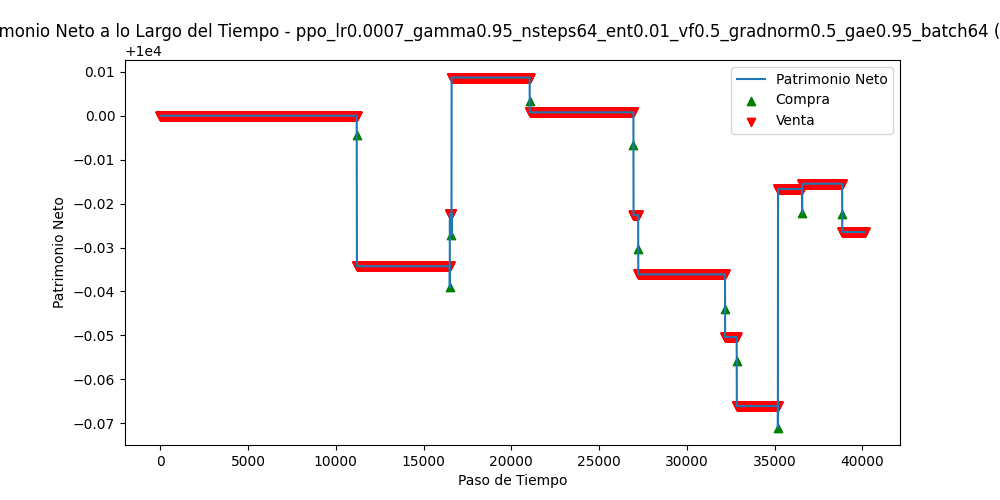 monio Neto a lo Largo del Tiempo - ppo_lr0.0007_gamma0.95_nsteps64_ent0.01_vf0.5_gradnorm0.5_gae0.95_batch64 (
+1e4
0.01
0.00
−0.01
−0.02
−0.03
−0.04
−0.05
−0.06
−0.07
Patrimonio Neto
Patrimonio Neto
Compra
Venta
0 5000 10000 15000 20000 25000 30000 35000 40000
Paso de Tiempo